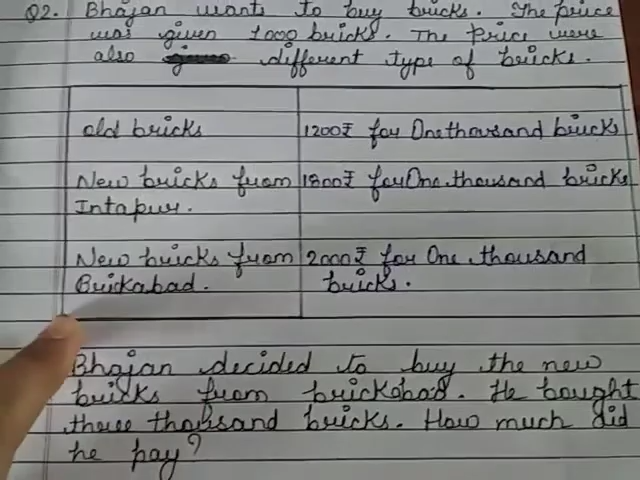 Q2. Bhajan wants to buy bricks. The price
was given 1000 bricks. The Price were
also different type of bricks.
old bricks 1200₹ for One thousand bricks
New bricks from 1800₹ for One thousand bricks
Intapur.
New bricks from 2000₹ for One thousand
Brickabad. bricks.
Bhajan decided to buy the new
bricks from brickabad. He bought
three thousand bricks. How much did
he pay?